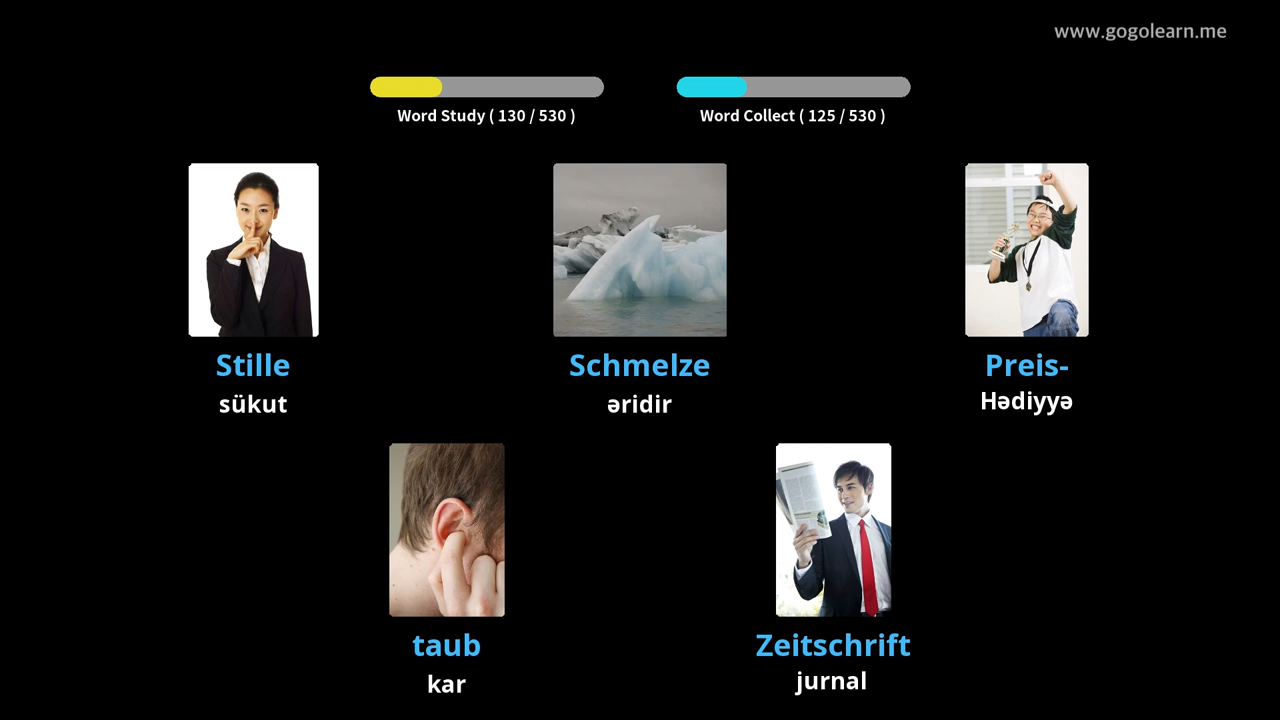 www.gogolearn.me
Word Study ( 130 / 530 )
Word Collect ( 125 / 530 )
Stille
sükut
Schmelze
əridir
Preis-
Hədiyyə
taub
kar
Zeitschrift
jurnal